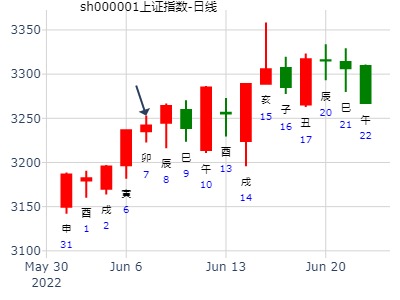 sh000001上证指数-日线
3350
3300
3250
3200
3150
3100
申
31
酉
1
戌
2
寅
6
卯
7
辰
8
巳
9
午
10
酉
13
戌
14
亥
15
子
16
丑
17
辰
20
巳
21
午
22
May 30
2022
Jun 6
Jun 13
Jun 20